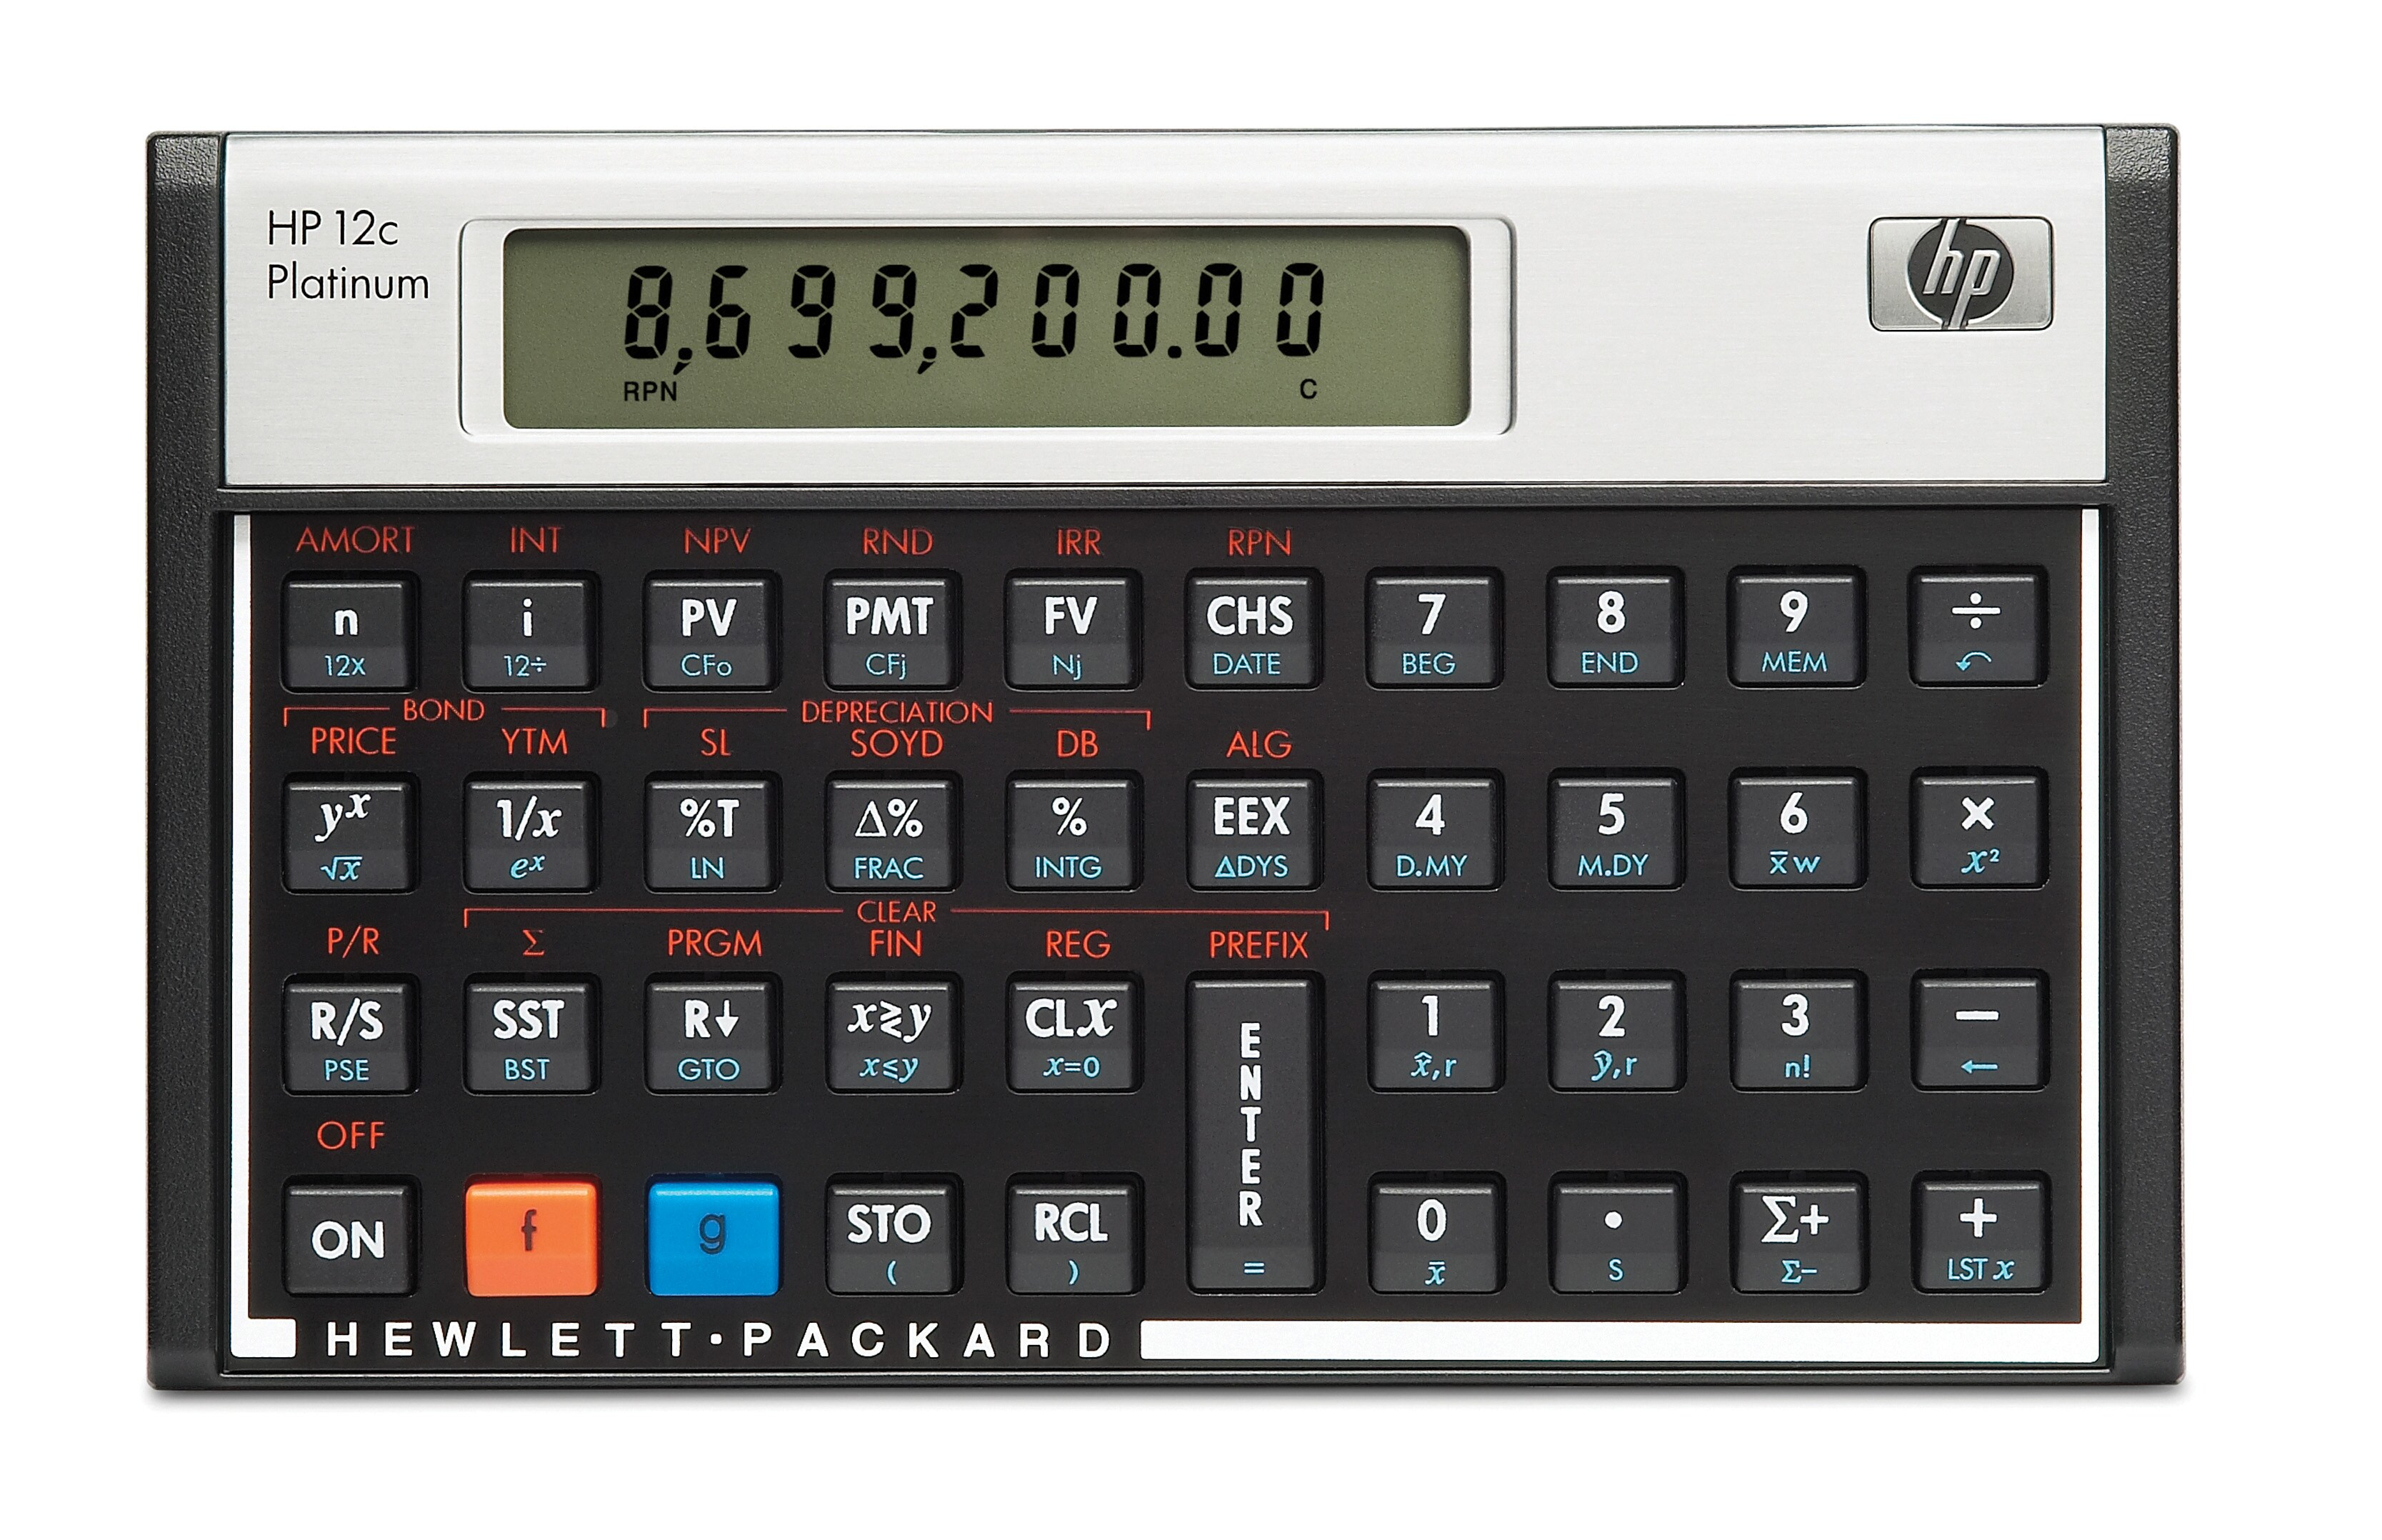 HP 12c
Platinum
hp
8,699,200.00
RPN C
AMORT INT NPV RND IRR RPN
n i PV PMT FV CHS 7 8 9 ÷
12x 12÷ CFo CFj Nj DATE BEG END MEM ↶
BOND DEPRECIATION
PRICE YTM SL SOYD DB ALG
yˣ 1/x %T Δ% % EEX 4 5 6 ×
√x eˣ LN FRAC INTG ΔDYS D.MY M.DY x̄w x²
CLEAR
P/R Σ PRGM FIN REG PREFIX
R/S SST R↓ x≷y CLx ENTER 1 2 3 −
PSE BST GTO x≤y x=0 x̂,r ŷ,r n! ←
OFF
ON f g STO RCL 0 • Σ+ +
( ) = x̄ S Σ− LST x
HEWLETT·PACKARD